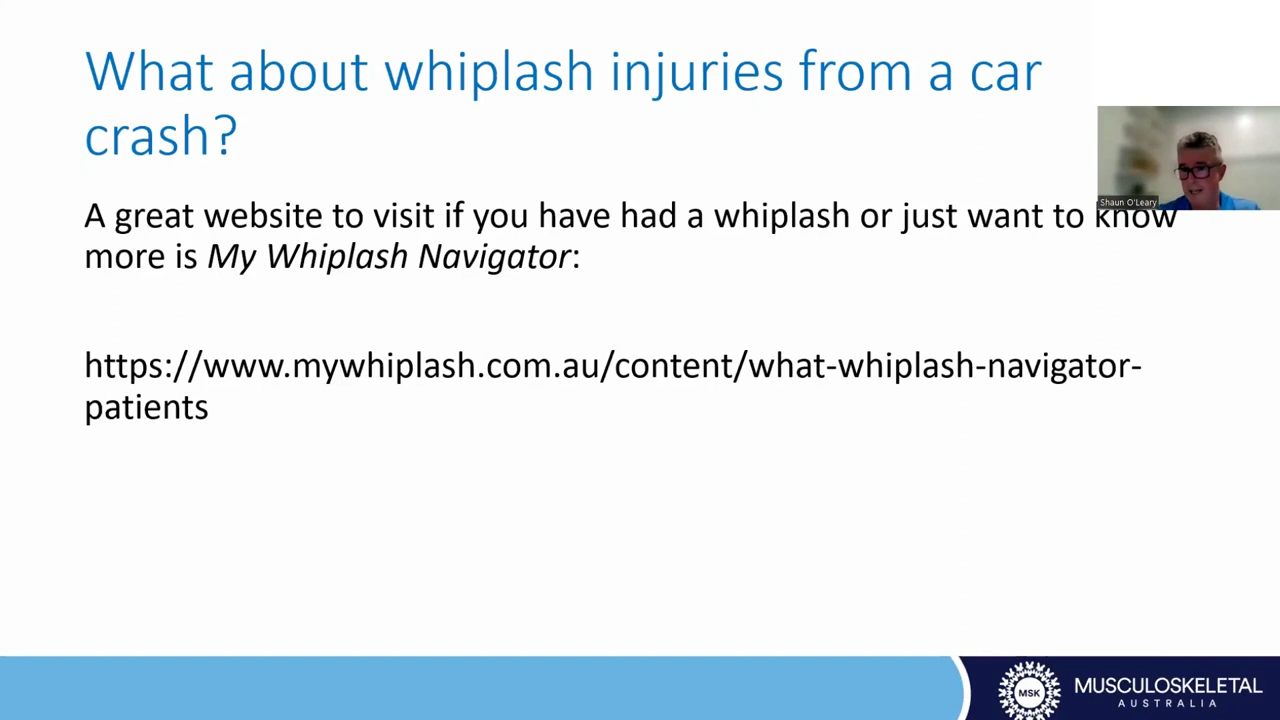 What about whiplash injuries from a car
crash?
Shaun O'Leary
A great website to visit if you have had a whiplash or just want to know
more is My Whiplash Navigator:
https://www.mywhiplash.com.au/content/what-whiplash-navigator-
patients
MSK
MUSCULOSKELETAL
AUSTRALIA